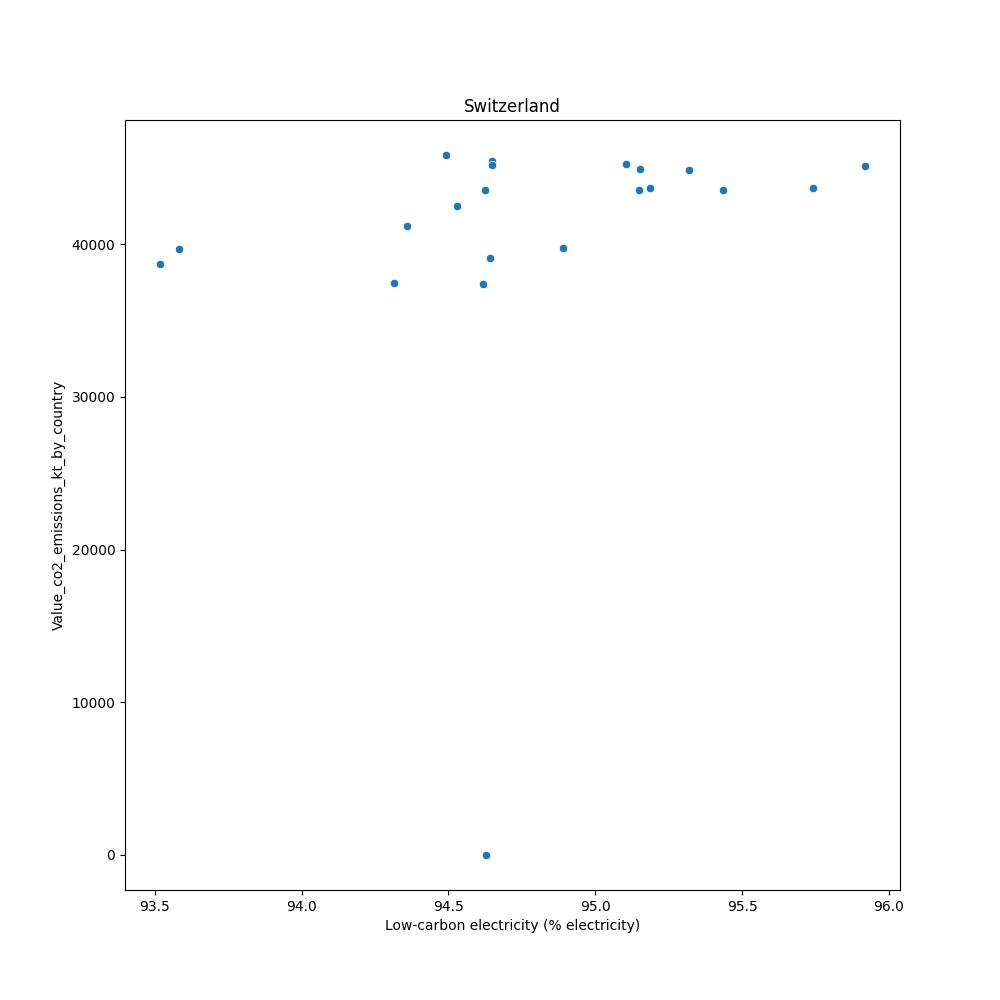 Switzerland
Value_co2_emissions_kt_by_country
40000
30000
20000
10000
0
93.5 94.0 94.5 95.0 95.5 96.0
Low-carbon electricity (% electricity)